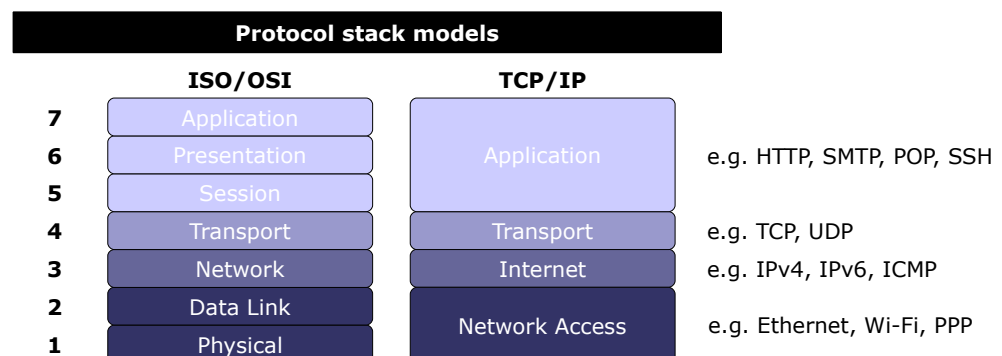 Protocol stack models
ISO/OSI TCP/IP
7 Application
6 Presentation Application e.g. HTTP, SMTP, POP, SSH
5 Session
4 Transport Transport e.g. TCP, UDP
3 Network Internet e.g. IPv4, IPv6, ICMP
2 Data Link
Network Access e.g. Ethernet, Wi-Fi, PPP
1 Physical